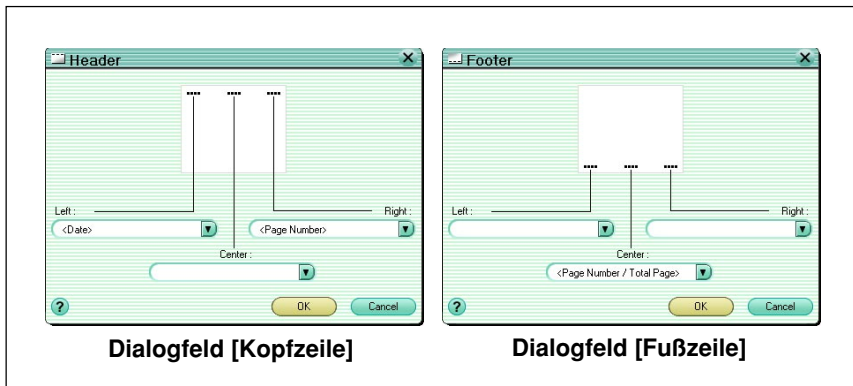 Header
Left :
Right :
<Date>
<Page Number>
Center :
?
OK
Cancel
Dialogfeld [Kopfzeile]
Footer
Left :
Right :
Center :
<Page Number / Total Page>
?
OK
Cancel
Dialogfeld [Fußzeile]